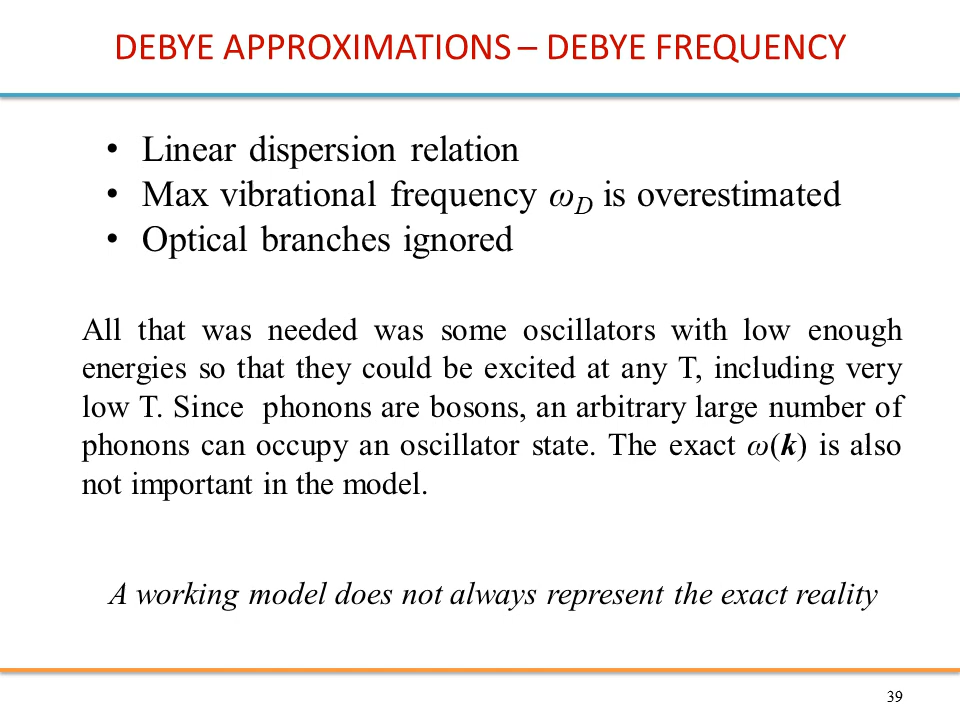 DEBYE APPROXIMATIONS – DEBYE FREQUENCY
• Linear dispersion relation
• Max vibrational frequency ω_D is overestimated
• Optical branches ignored
All that was needed was some oscillators with low enough
energies so that they could be excited at any T, including very
low T. Since  phonons are bosons, an arbitrary large number of
phonons can occupy an oscillator state. The exact ω(k) is also
not important in the model.
A working model does not always represent the exact reality
39